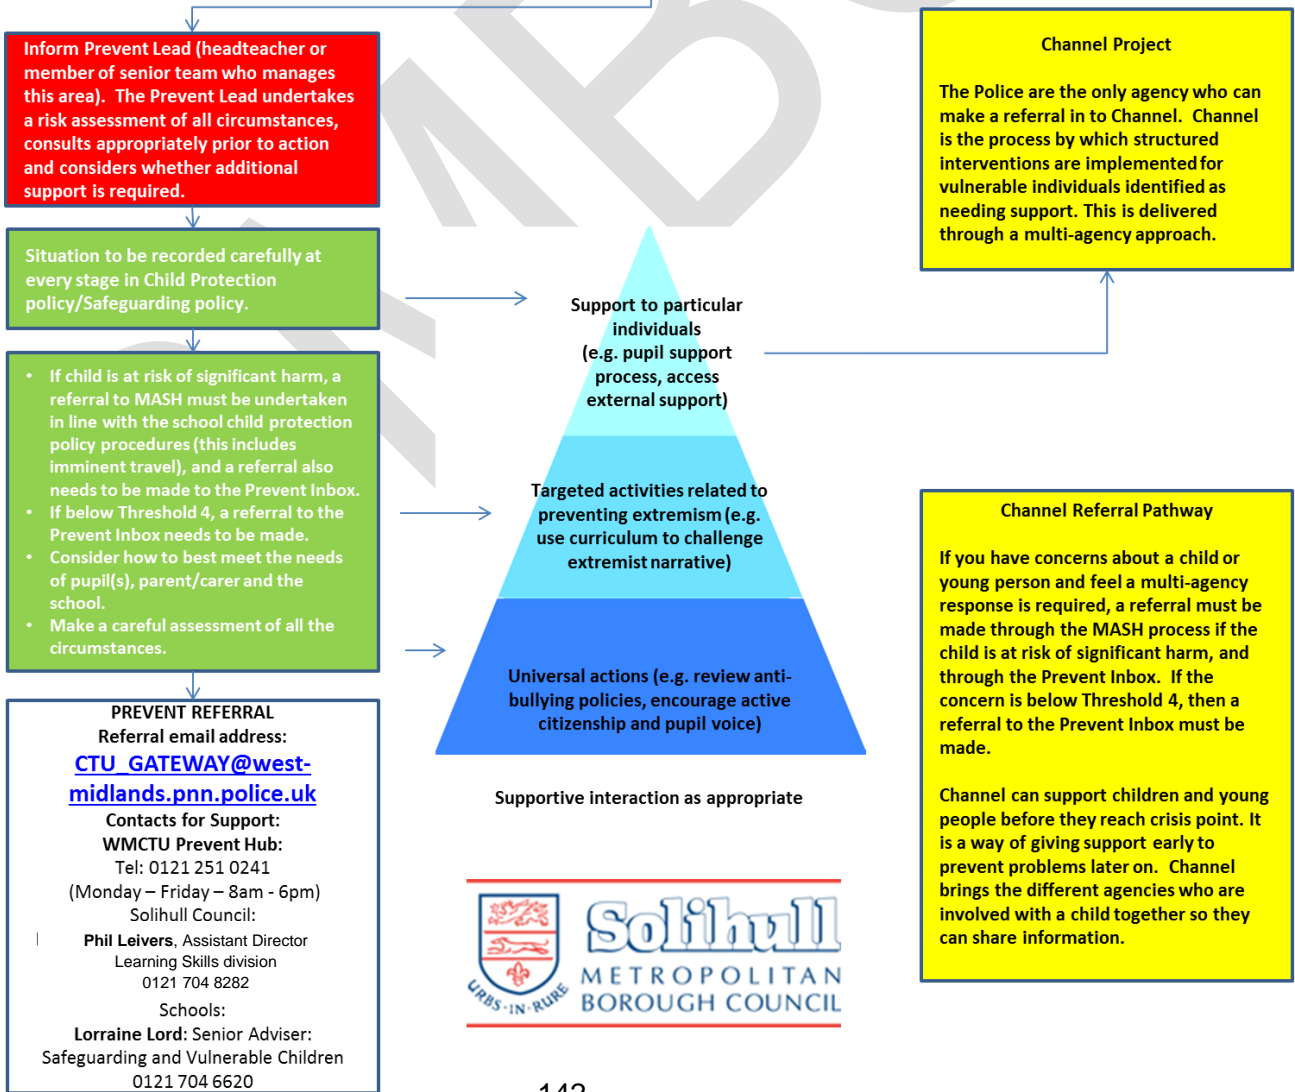 Inform Prevent Lead (headteacher or
member of senior team who manages
this area).  The Prevent Lead undertakes
a risk assessment of all circumstances,
consults appropriately prior to action
and considers whether additional
support is required.
Situation to be recorded carefully at
every stage in Child Protection
policy/Safeguarding policy.
• If child is at risk of significant harm, a
referral to MASH must be undertaken
in line with the school child protection
policy procedures (this includes
imminent travel), and a referral also
needs to be made to the Prevent Inbox.
• If below Threshold 4, a referral to the
Prevent Inbox needs to be made.
• Consider how to best meet the needs
of pupil(s), parent/carer and the
school.
• Make a careful assessment of all the
circumstances.
PREVENT REFERRAL
Referral email address:
CTU_GATEWAY@west-
midlands.pnn.police.uk
Contacts for Support:
WMCTU Prevent Hub:
Tel: 0121 251 0241
(Monday – Friday – 8am - 6pm)
Solihull Council:
Phil Leivers, Assistant Director
Learning Skills division
0121 704 8282
Schools:
Lorraine Lord: Senior Adviser:
Safeguarding and Vulnerable Children
0121 704 6620
Support to particular
individuals
(e.g. pupil support
process, access
external support)
Targeted activities related to
preventing extremism (e.g.
use curriculum to challenge
extremist narrative)
Universal actions (e.g. review anti-
bullying policies, encourage active
citizenship and pupil voice)
Supportive interaction as appropriate
URBS-IN-RURE
Solihull
METROPOLITAN
BOROUGH COUNCIL
Channel Project
The Police are the only agency who can
make a referral in to Channel.  Channel
is the process by which structured
interventions are implemented for
vulnerable individuals identified as
needing support. This is delivered
through a multi-agency approach.
Channel Referral Pathway
If you have concerns about a child or
young person and feel a multi-agency
response is required, a referral must be
made through the MASH process if the
child is at risk of significant harm, and
through the Prevent Inbox.  If the
concern is below Threshold 4, then a
referral to the Prevent Inbox must be
made.
Channel can support children and young
people before they reach crisis point. It
is a way of giving support early to
prevent problems later on.  Channel
brings the different agencies who are
involved with a child together so they
can share information.